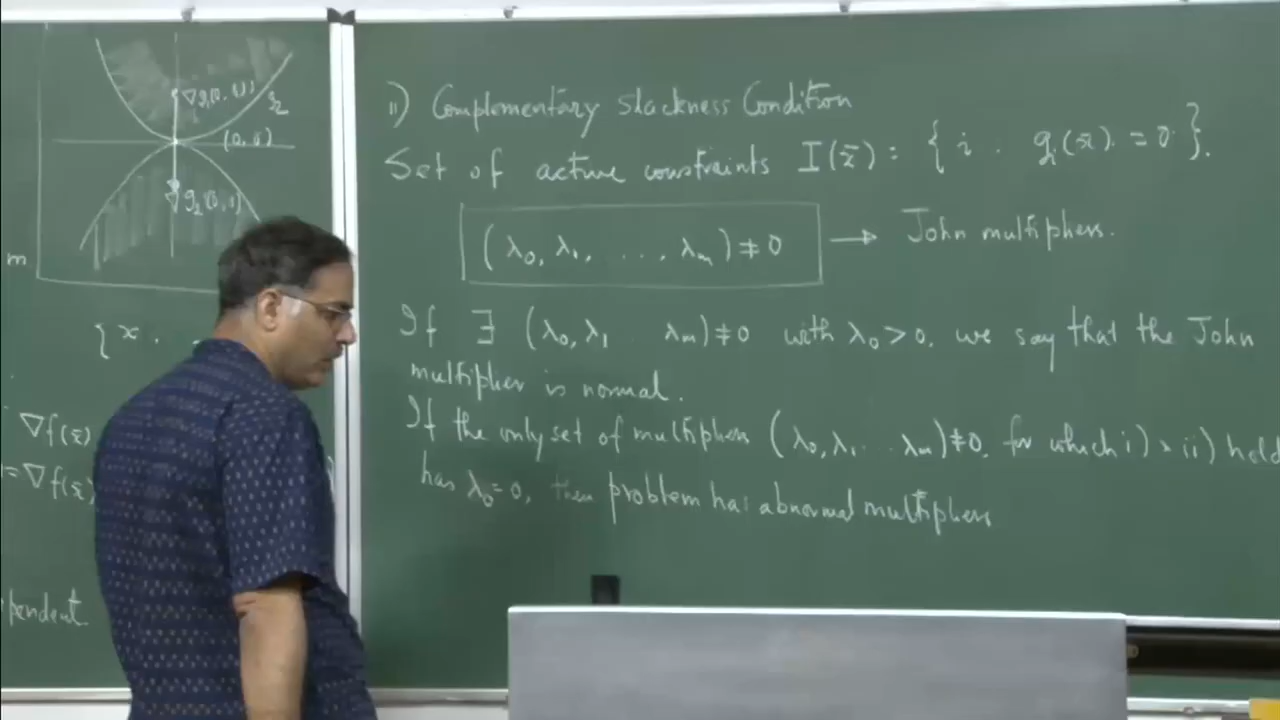 ∇g₁(0,0)
g₂
(0,0)
∇g₂(0,0)
m
{x.
∇f(x̄)
=∇f(x̄)
pendent
ii) Complementary Slackness Condition
Set of active constraints I(x̄) = { i . gᵢ(x̄) = 0 }.
(λ₀, λ₁, ..., λₘ) ≠ 0 → John multipliers.
If ∃ (λ₀, λ₁ .. λₘ) ≠ 0 with λ₀ > 0, we say that the John
multiplier is normal.
If the only set of multipliers (λ₀, λ₁ .. λₘ) ≠ 0, for which i) & ii) hold
has λ₀ = 0, then problem has abnormal multipliers